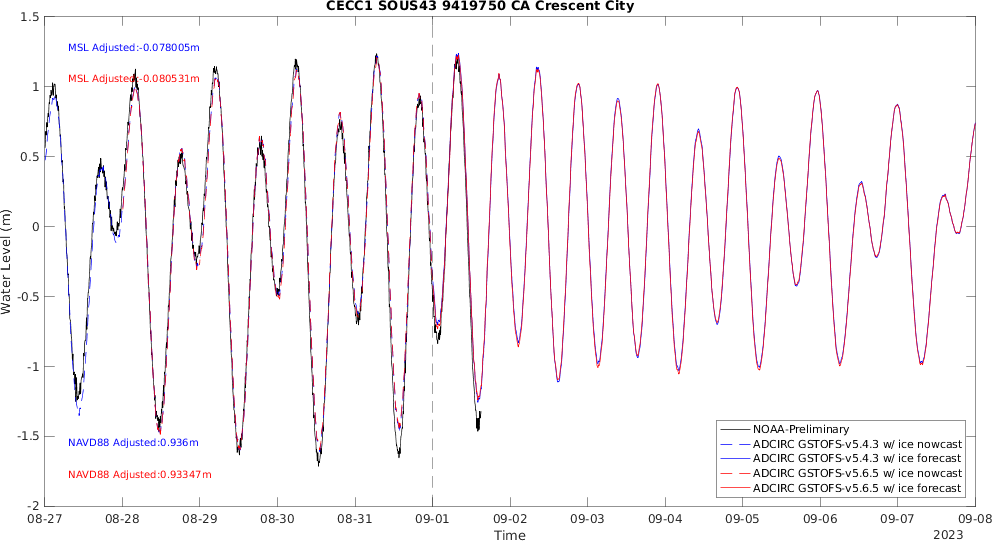 CECC1 SOUS43 9419750 CA Crescent City
1.5
1
0.5
0
-0.5
-1
-1.5
-2
Water Level (m)
MSL Adjusted:-0.078005m
MSL Adjusted:-0.080531m
NAVD88 Adjusted:0.936m
NAVD88 Adjusted:0.93347m
NOAA-Preliminary
ADCIRC GSTOFS-v5.4.3 w/ ice nowcast
ADCIRC GSTOFS-v5.4.3 w/ ice forecast
ADCIRC GSTOFS-v5.6.5 w/ ice nowcast
ADCIRC GSTOFS-v5.6.5 w/ ice forecast
08-27 08-28 08-29 08-30 08-31 09-01 09-02 09-03 09-04 09-05 09-06 09-07 09-08
Time
2023